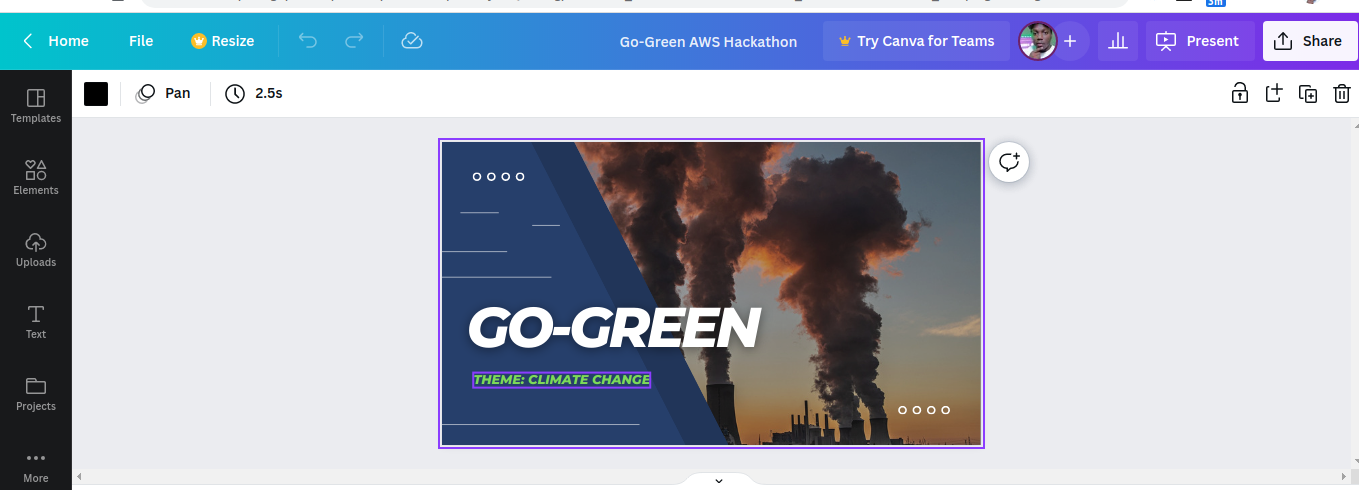 3m
Home
File
Resize
Go-Green AWS Hackathon
Try Canva for Teams
Present
Share
Pan
2.5s
Templates
Elements
Uploads
Text
Projects
More
GO-GREEN
THEME: CLIMATE CHANGE